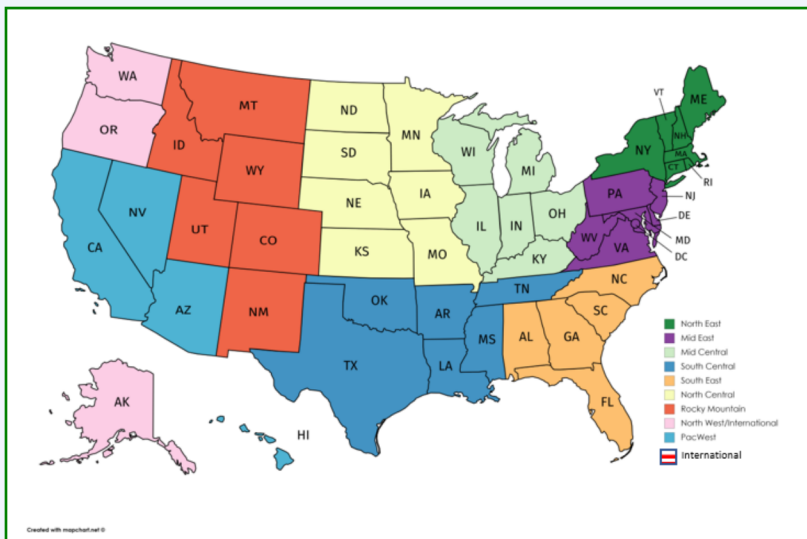 WA
MT
ND
MN
VT
ME
OR
ID
SD
WI
MI
NY
NH
MA
CT
RI
WY
NE
IA
PA
NJ
NV
UT
CO
KS
MO
IL
IN
OH
WV
VA
DE
MD
DC
CA
KY
AZ
NM
OK
AR
TN
NC
SC
TX
LA
MS
AL
GA
FL
AK
HI
North East
Mid East
Mid Central
South Central
South East
North Central
Rocky Mountain
North West/International
PacWest
International
Created with mapchart.net ©